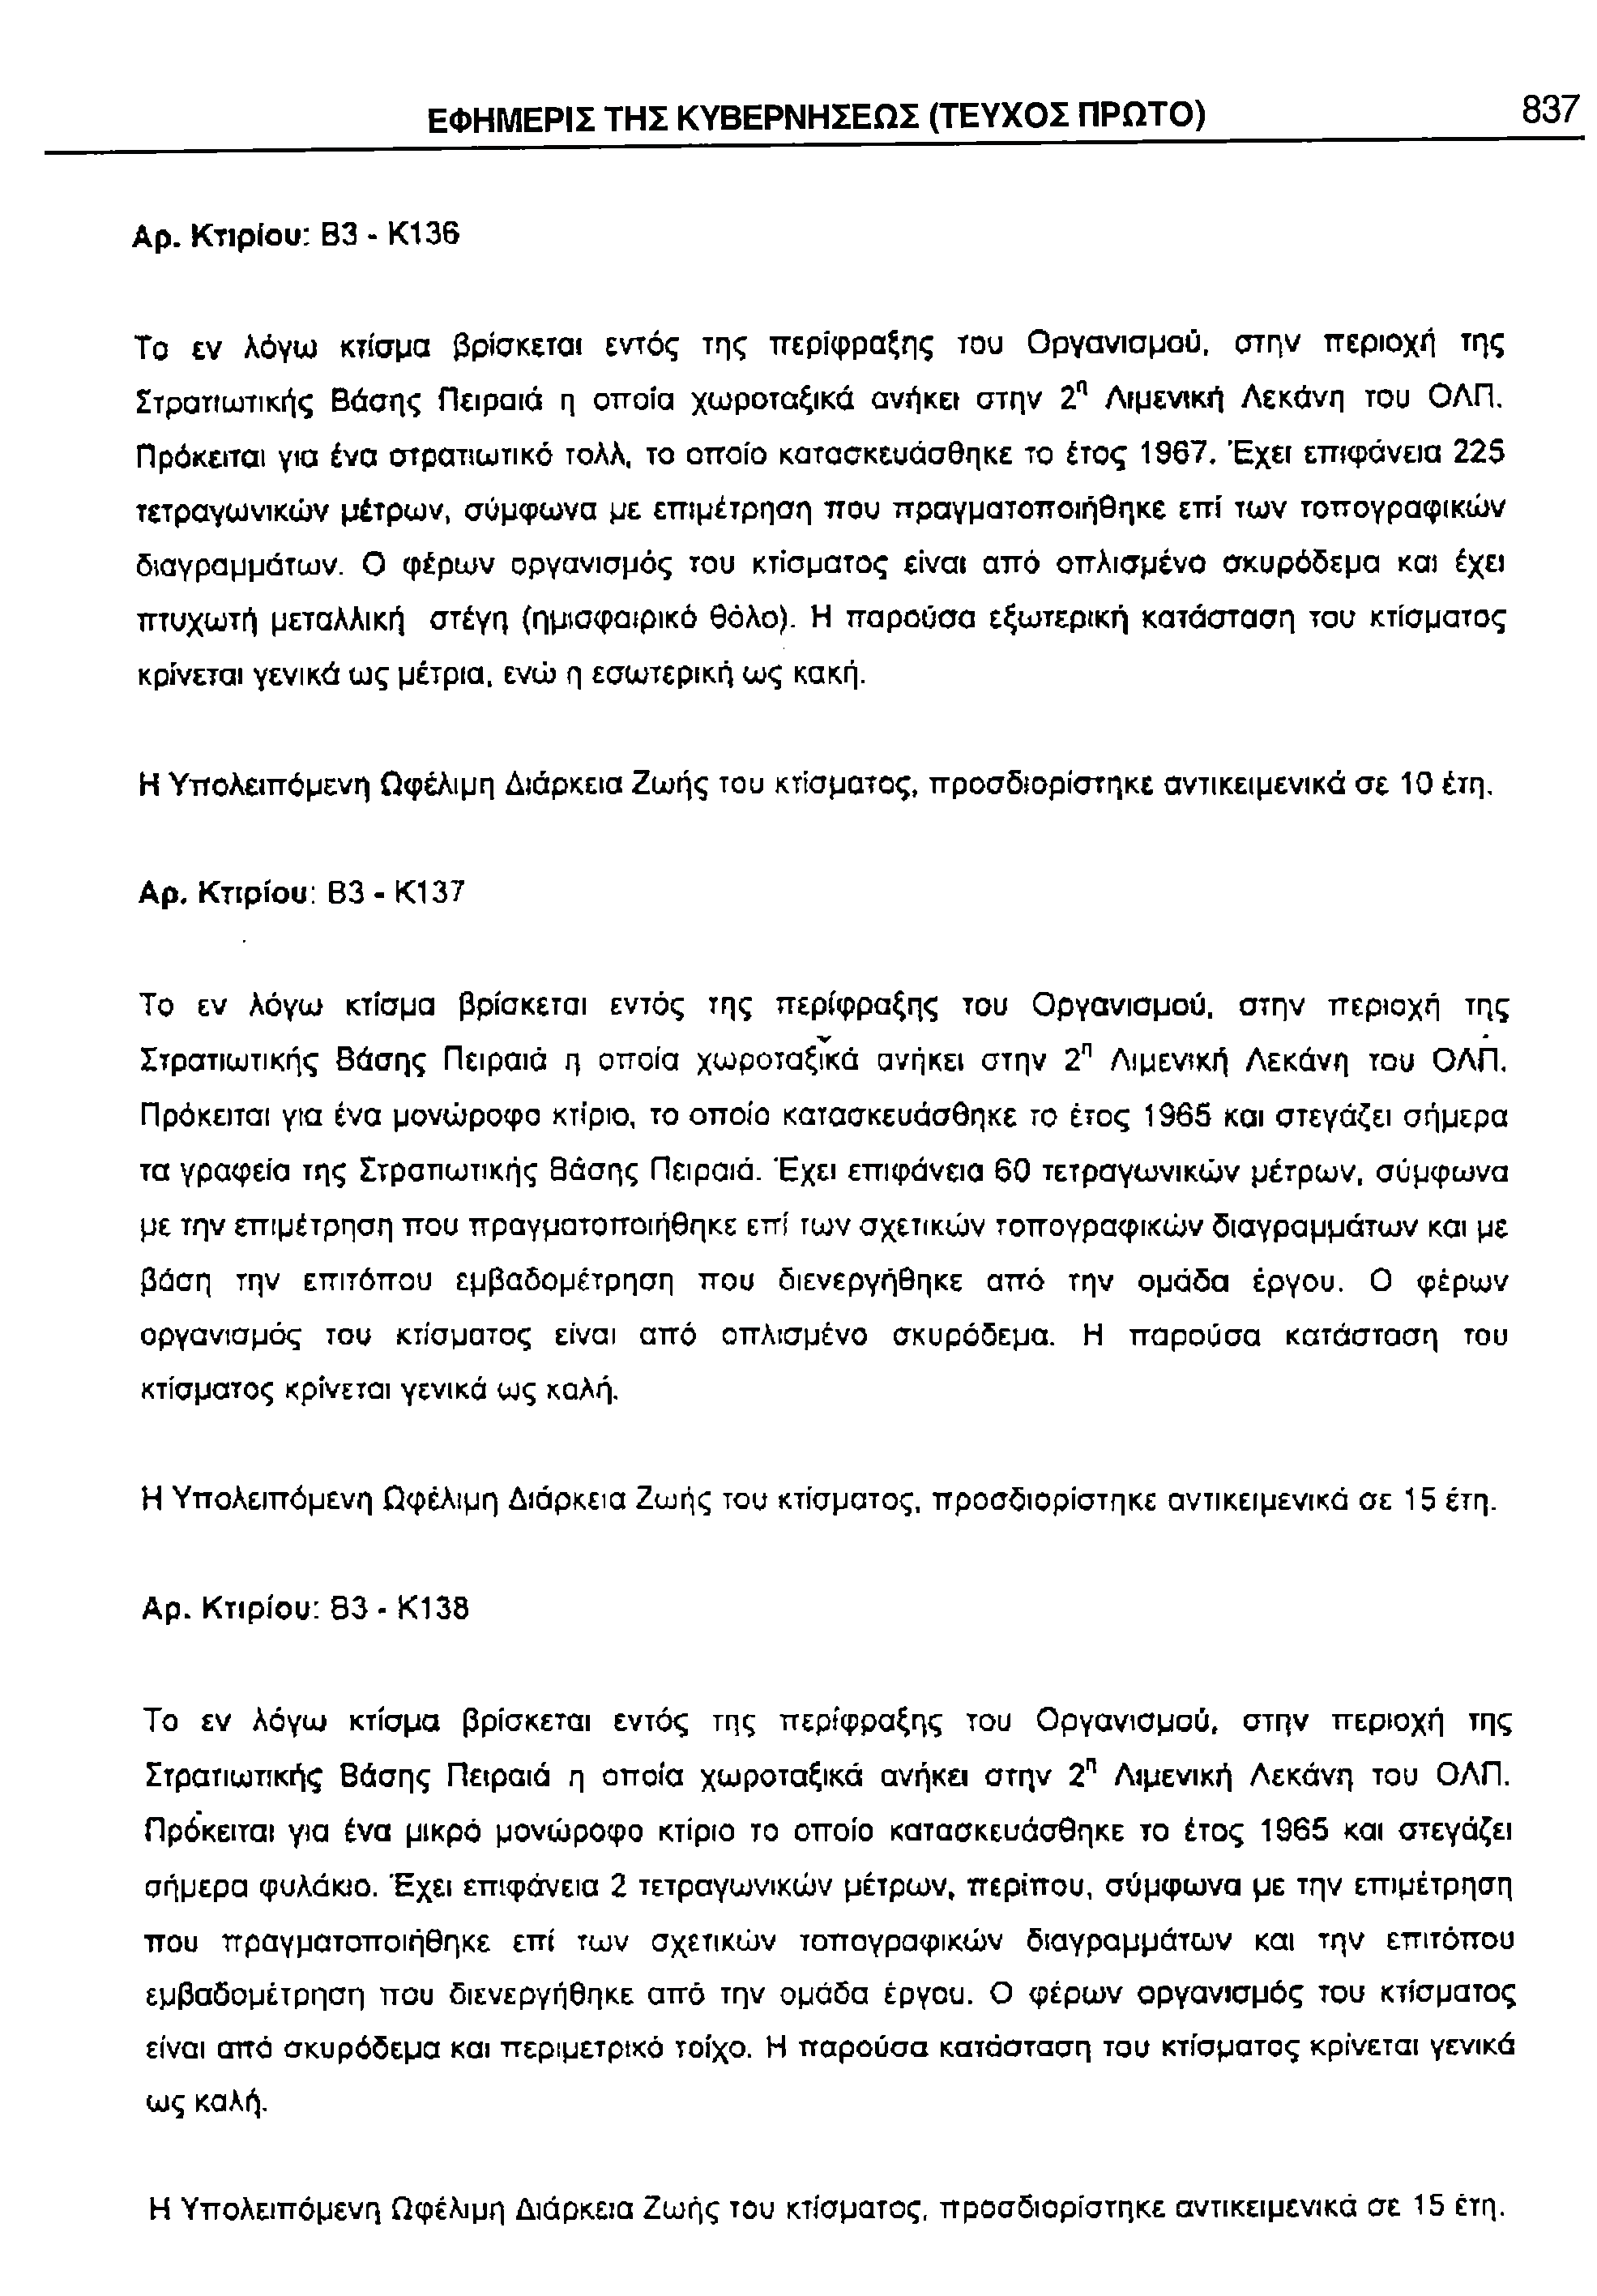 ΕΦΗΜΕΡΙΣ ΤΗΣ ΚΥΒΕΡΝΗΣΕΩΣ (ΤΕΥΧΟΣ ΠΡΩΤΟ)
837
Αρ. Κτιρίου: Β3 - Κ136
Το εν λόγω κτίσμα βρίσκεται εντός της περίφραξης του Οργανισμού, στην περιοχή της
Στρατιωτικής Βάσης Πειραιά η οποία χωροταξικά ανήκει στην 2η Λιμενική Λεκάνη του ΟΛΠ.
Πρόκειται για ένα στρατιωτικό τολλ, το οποίο κατασκευάσθηκε το έτος 1967. Έχει επιφάνεια 225
τετραγωνικών μέτρων, σύμφωνα με επιμέτρηση που πραγματοποιήθηκε επί των τοπογραφικών
διαγραμμάτων. Ο φέρων οργανισμός του κτίσματος είναι από οπλισμένο σκυρόδεμα και έχει
πτυχωτή μεταλλική στέγη (ημισφαιρικό θόλο). Η παρούσα εξωτερική κατάσταση του κτίσματος
κρίνεται γενικά ως μέτρια, ενώ η εσωτερική ως κακή.
Η Υπολειπόμενη Ωφέλιμη Διάρκεια Ζωής του κτίσματος, προσδιορίστηκε αντικειμενικά σε 10 έτη.
Αρ. Κτιρίου: Β3 - Κ137
Το εν λόγω κτίσμα βρίσκεται εντός της περίφραξης του Οργανισμού, στην περιοχή της
Στρατιωτικής Βάσης Πειραιά η οποία χωροταξικά ανήκει στην 2η Λιμενική Λεκάνη του ΟΛΠ.
Πρόκειται για ένα μονώροφο κτίριο, το οποίο κατασκευάσθηκε το έτος 1965 και στεγάζει σήμερα
τα γραφεία της Στρατιωτικής Βάσης Πειραιά. Έχει επιφάνεια 60 τετραγωνικών μέτρων, σύμφωνα
με την επιμέτρηση που πραγματοποιήθηκε επί των σχετικών τοπογραφικών διαγραμμάτων και με
βάση την επιτόπου εμβαδομέτρηση που διενεργήθηκε από την ομάδα έργου. Ο φέρων
οργανισμός του κτίσματος είναι από οπλισμένο σκυρόδεμα. Η παρούσα κατάσταση του
κτίσματος κρίνεται γενικά ως καλή.
Η Υπολειπόμενη Ωφέλιμη Διάρκεια Ζωής του κτίσματος, προσδιορίστηκε αντικειμενικά σε 15 έτη.
Αρ. Κτιρίου: Β3 - Κ138
Το εν λόγω κτίσμα βρίσκεται εντός της περίφραξης του Οργανισμού, στην περιοχή της
Στρατιωτικής Βάσης Πειραιά η οποία χωροταξικά ανήκει στην 2η Λιμενική Λεκάνη του ΟΛΠ.
Πρόκειται για ένα μικρό μονώροφο κτίριο το οποίο κατασκευάσθηκε το έτος 1965 και στεγάζει
σήμερα φυλάκιο. Έχει επιφάνεια 2 τετραγωνικών μέτρων, περίπου, σύμφωνα με την επιμέτρηση
που πραγματοποιήθηκε επί των σχετικών τοπογραφικών διαγραμμάτων και την επιτόπου
εμβαδομέτρηση που διενεργήθηκε από την ομάδα έργου. Ο φέρων οργανισμός του κτίσματος
είναι από σκυρόδεμα και περιμετρικό τοίχο. Η παρούσα κατάσταση του κτίσματος κρίνεται γενικά
ως καλή.
Η Υπολειπόμενη Ωφέλιμη Διάρκεια Ζωής του κτίσματος, προσδιορίστηκε αντικειμενικά σε 15 έτη.